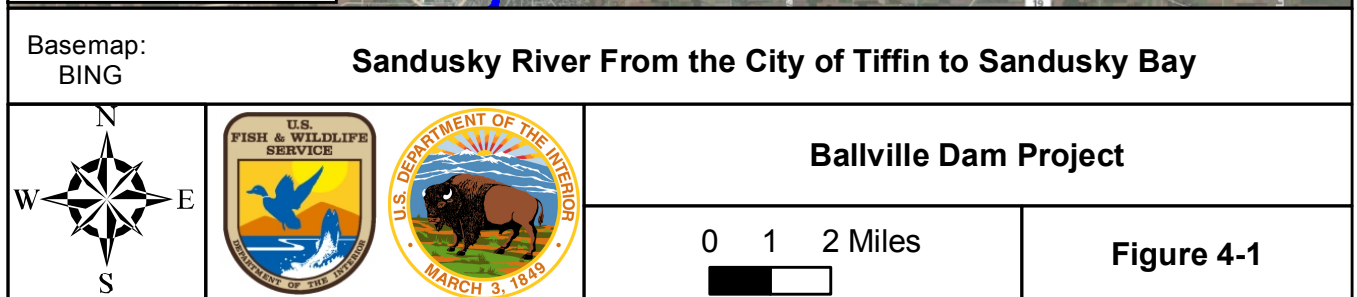 19
Basemap:
BING
Sandusky River From the City of Tiffin to Sandusky Bay
N
W
E
S
U.S.
FISH & WILDLIFE
SERVICE
DEPARTMENT OF THE INTERIOR
U.S. DEPARTMENT OF THE INTERIOR
MARCH 3, 1849
Ballville Dam Project
0 1 2 Miles
Figure 4-1